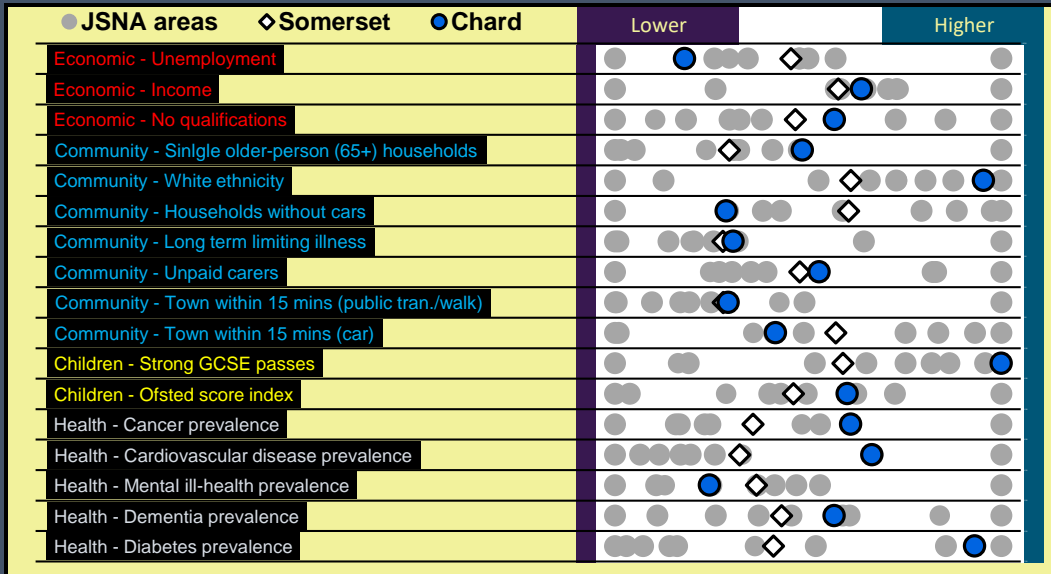 JSNA areas Somerset Chard Lower Higher
Economic - Unemployment
Economic - Income
Economic - No qualifications
Community - Sinlgle older-person (65+) households
Community - White ethnicity
Community - Households without cars
Community - Long term limiting illness
Community - Unpaid carers
Community - Town within 15 mins (public tran./walk)
Community - Town within 15 mins (car)
Children - Strong GCSE passes
Children - Ofsted score index
Health - Cancer prevalence
Health - Cardiovascular disease prevalence
Health - Mental ill-health prevalence
Health - Dementia prevalence
Health - Diabetes prevalence